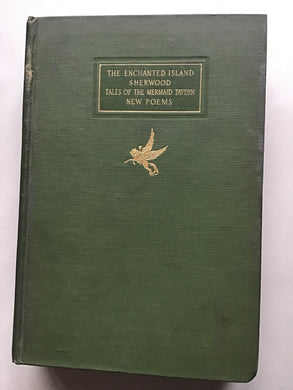 THE ENCHANTED ISLAND
SHERWOOD
TALES OF THE MERMAID TAVERN
NEW POEMS